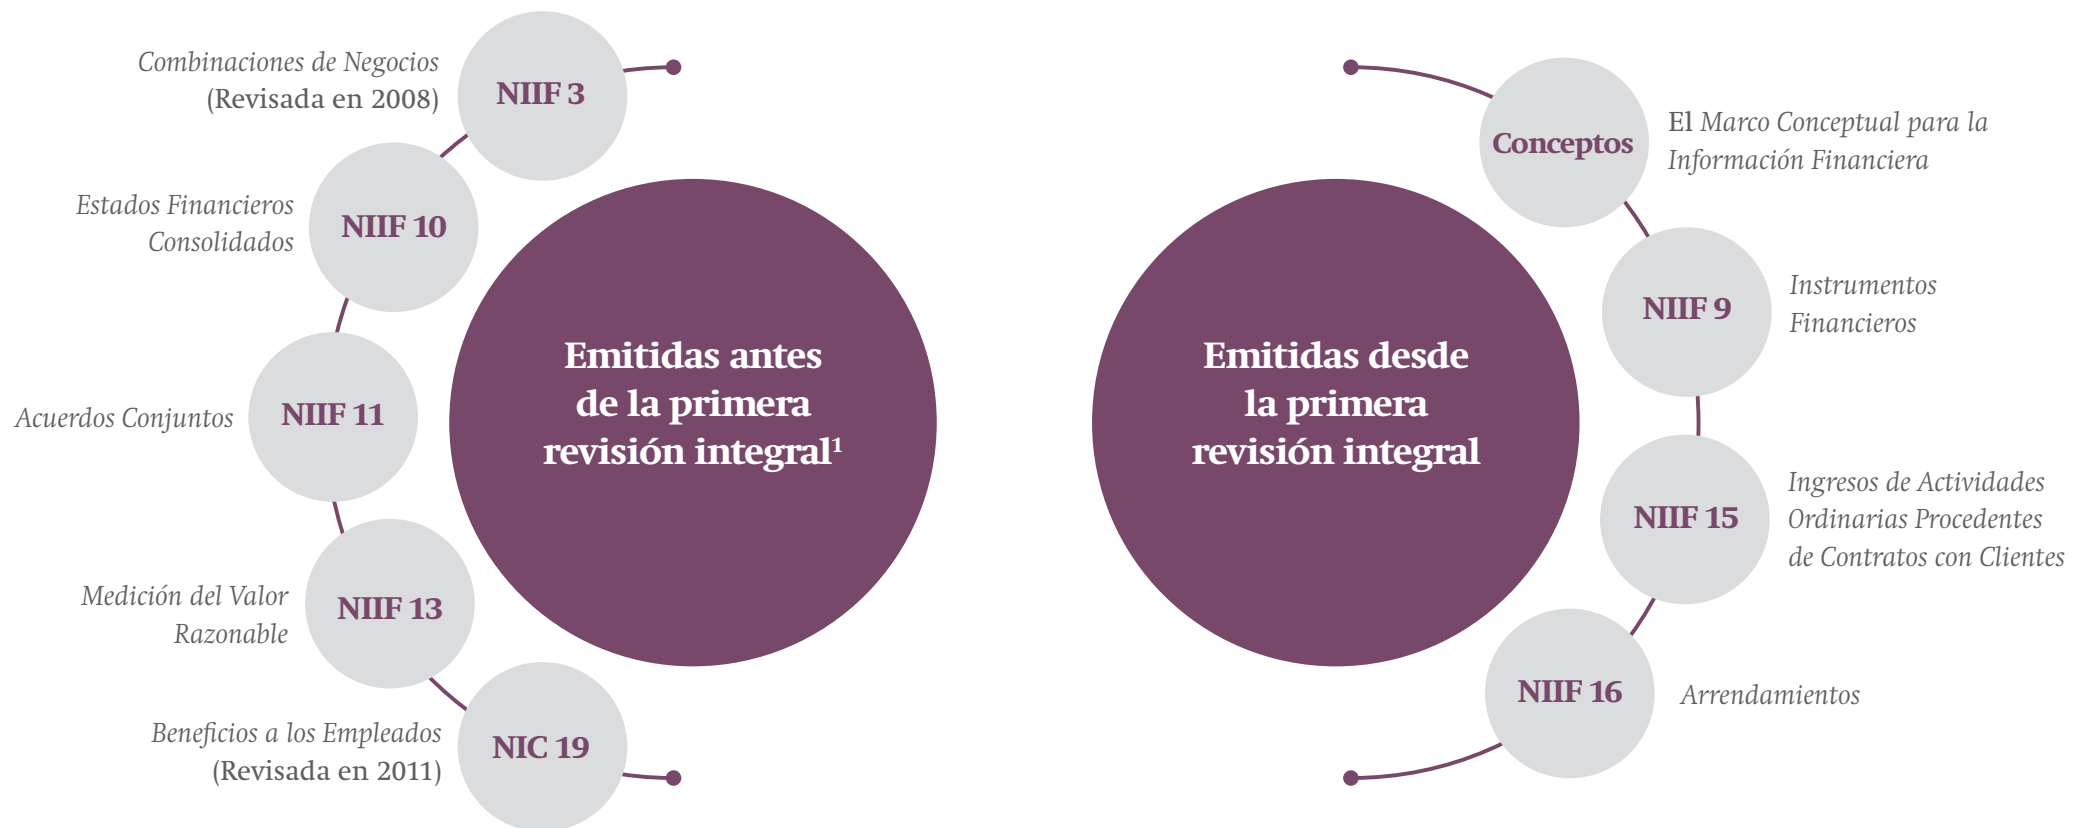 Combinaciones de Negocios
(Revisada en 2008)
NIIF 3
Estados Financieros
Consolidados
NIIF 10
Acuerdos Conjuntos
NIIF 11
Medición del Valor
Razonable
NIIF 13
Beneficios a los Empleados
(Revisada en 2011)
NIC 19
Emitidas antes
de la primera
revisión integral¹
Emitidas desde
la primera
revisión integral
Conceptos
El Marco Conceptual para la
Información Financiera
NIIF 9
Instrumentos
Financieros
NIIF 15
Ingresos de Actividades
Ordinarias Procedentes
de Contratos con Clientes
NIIF 16
Arrendamientos